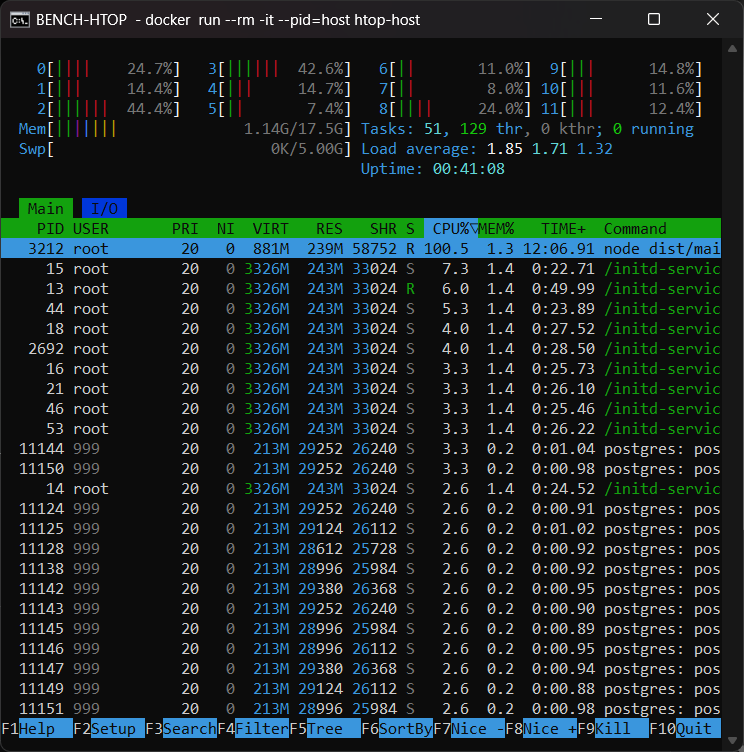 BENCH-HTOP - docker run --rm -it --pid=host htop-host
0[|||| 24.7%] 3[|||||| 42.6%] 6[|| 11.0%] 9[||| 14.8%]
1[||| 14.4%] 4[||| 14.7%] 7[|| 8.0%] 10[||| 11.6%]
2[|||||| 44.4%] 5[|| 7.4%] 8[|||| 24.0%] 11[||| 12.4%]
Mem[||||||| 1.14G/17.5G] Tasks: 51, 129 thr, 0 kthr; 0 running
Swp[ 0K/5.00G] Load average: 1.85 1.71 1.32
Uptime: 00:41:08
Main I/O
PID USER PRI NI VIRT RES SHR S CPU%▽MEM% TIME+ Command
3212 root 20 0 881M 239M 58752 R 100.5 1.3 12:06.91 node dist/mai
15 root 20 0 3326M 243M 33024 S 7.3 1.4 0:22.71 /initd-servic
13 root 20 0 3326M 243M 33024 R 6.0 1.4 0:49.99 /initd-servic
44 root 20 0 3326M 243M 33024 S 5.3 1.4 0:23.89 /initd-servic
18 root 20 0 3326M 243M 33024 S 4.0 1.4 0:27.52 /initd-servic
2692 root 20 0 3326M 243M 33024 S 4.0 1.4 0:28.50 /initd-servic
16 root 20 0 3326M 243M 33024 S 3.3 1.4 0:25.73 /initd-servic
21 root 20 0 3326M 243M 33024 S 3.3 1.4 0:26.10 /initd-servic
46 root 20 0 3326M 243M 33024 S 3.3 1.4 0:25.46 /initd-servic
53 root 20 0 3326M 243M 33024 S 3.3 1.4 0:26.22 /initd-servic
11144 999 20 0 213M 29252 26240 S 3.3 0.2 0:01.04 postgres: pos
11150 999 20 0 213M 29252 26240 S 3.3 0.2 0:00.98 postgres: pos
14 root 20 0 3326M 243M 33024 S 2.6 1.4 0:24.52 /initd-servic
11124 999 20 0 213M 29252 26240 S 2.6 0.2 0:00.91 postgres: pos
11125 999 20 0 213M 29124 26112 S 2.6 0.2 0:01.02 postgres: pos
11128 999 20 0 213M 28612 25728 S 2.6 0.2 0:00.92 postgres: pos
11138 999 20 0 213M 28996 25984 S 2.6 0.2 0:00.92 postgres: pos
11142 999 20 0 213M 29380 26368 S 2.6 0.2 0:00.95 postgres: pos
11143 999 20 0 213M 29252 26240 S 2.6 0.2 0:00.90 postgres: pos
11145 999 20 0 213M 28996 25984 S 2.6 0.2 0:00.89 postgres: pos
11146 999 20 0 213M 28996 26112 S 2.6 0.2 0:00.95 postgres: pos
11147 999 20 0 213M 29380 26368 S 2.6 0.2 0:00.94 postgres: pos
11149 999 20 0 213M 29124 26112 S 2.6 0.2 0:00.88 postgres: pos
11151 999 20 0 213M 28996 25984 S 2.6 0.2 0:00.98 postgres: pos
F1Help F2Setup F3SearchF4FilterF5Tree F6SortByF7Nice -F8Nice +F9Kill F10Quit